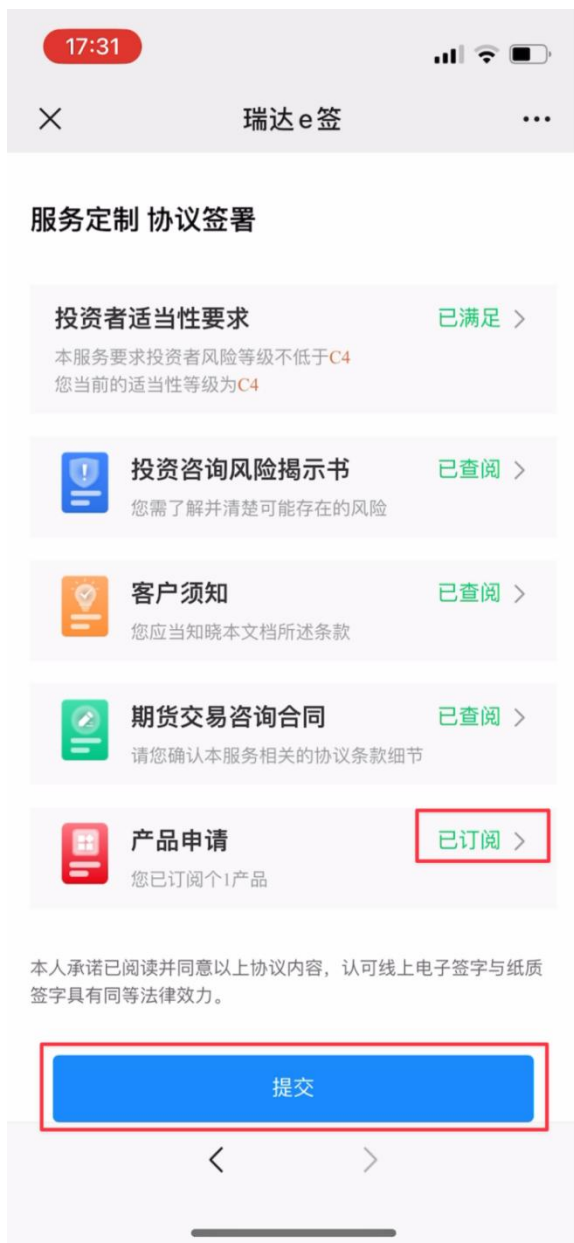 17:31
瑞达e签
服务定制 协议签署
投资者适当性要求
已满足
本服务要求投资者风险等级不低于C4
您当前的适当性等级为C4
投资咨询风险揭示书
已查阅
您需了解并清楚可能存在的风险
客户须知
已查阅
您应当知晓本文档所述条款
期货交易咨询合同
已查阅
请您确认本服务相关的协议条款细节
产品申请
已订阅
您已订阅个1产品
本人承诺已阅读并同意以上协议内容，认可线上电子签字与纸质
签字具有同等法律效力。
提交